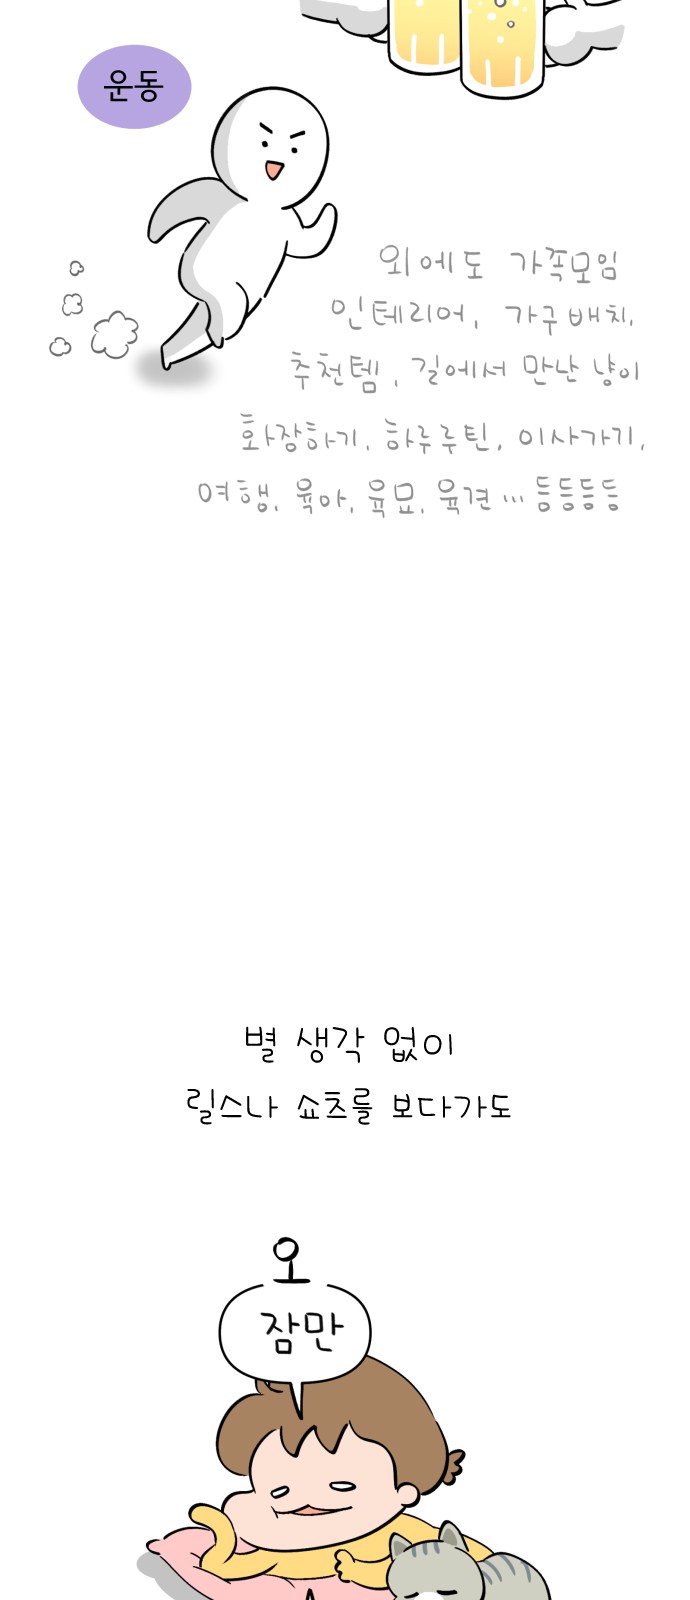 운동
외에도 가족모임
인테리어, 가구배치,
추천템, 길에서 만난 냥이
화장하기, 하루루틴, 이사가기,
여행, 육아, 육묘, 육견... 등등등등
별 생각 없이
릴스나 쇼츠를 보다가도
오
잠만